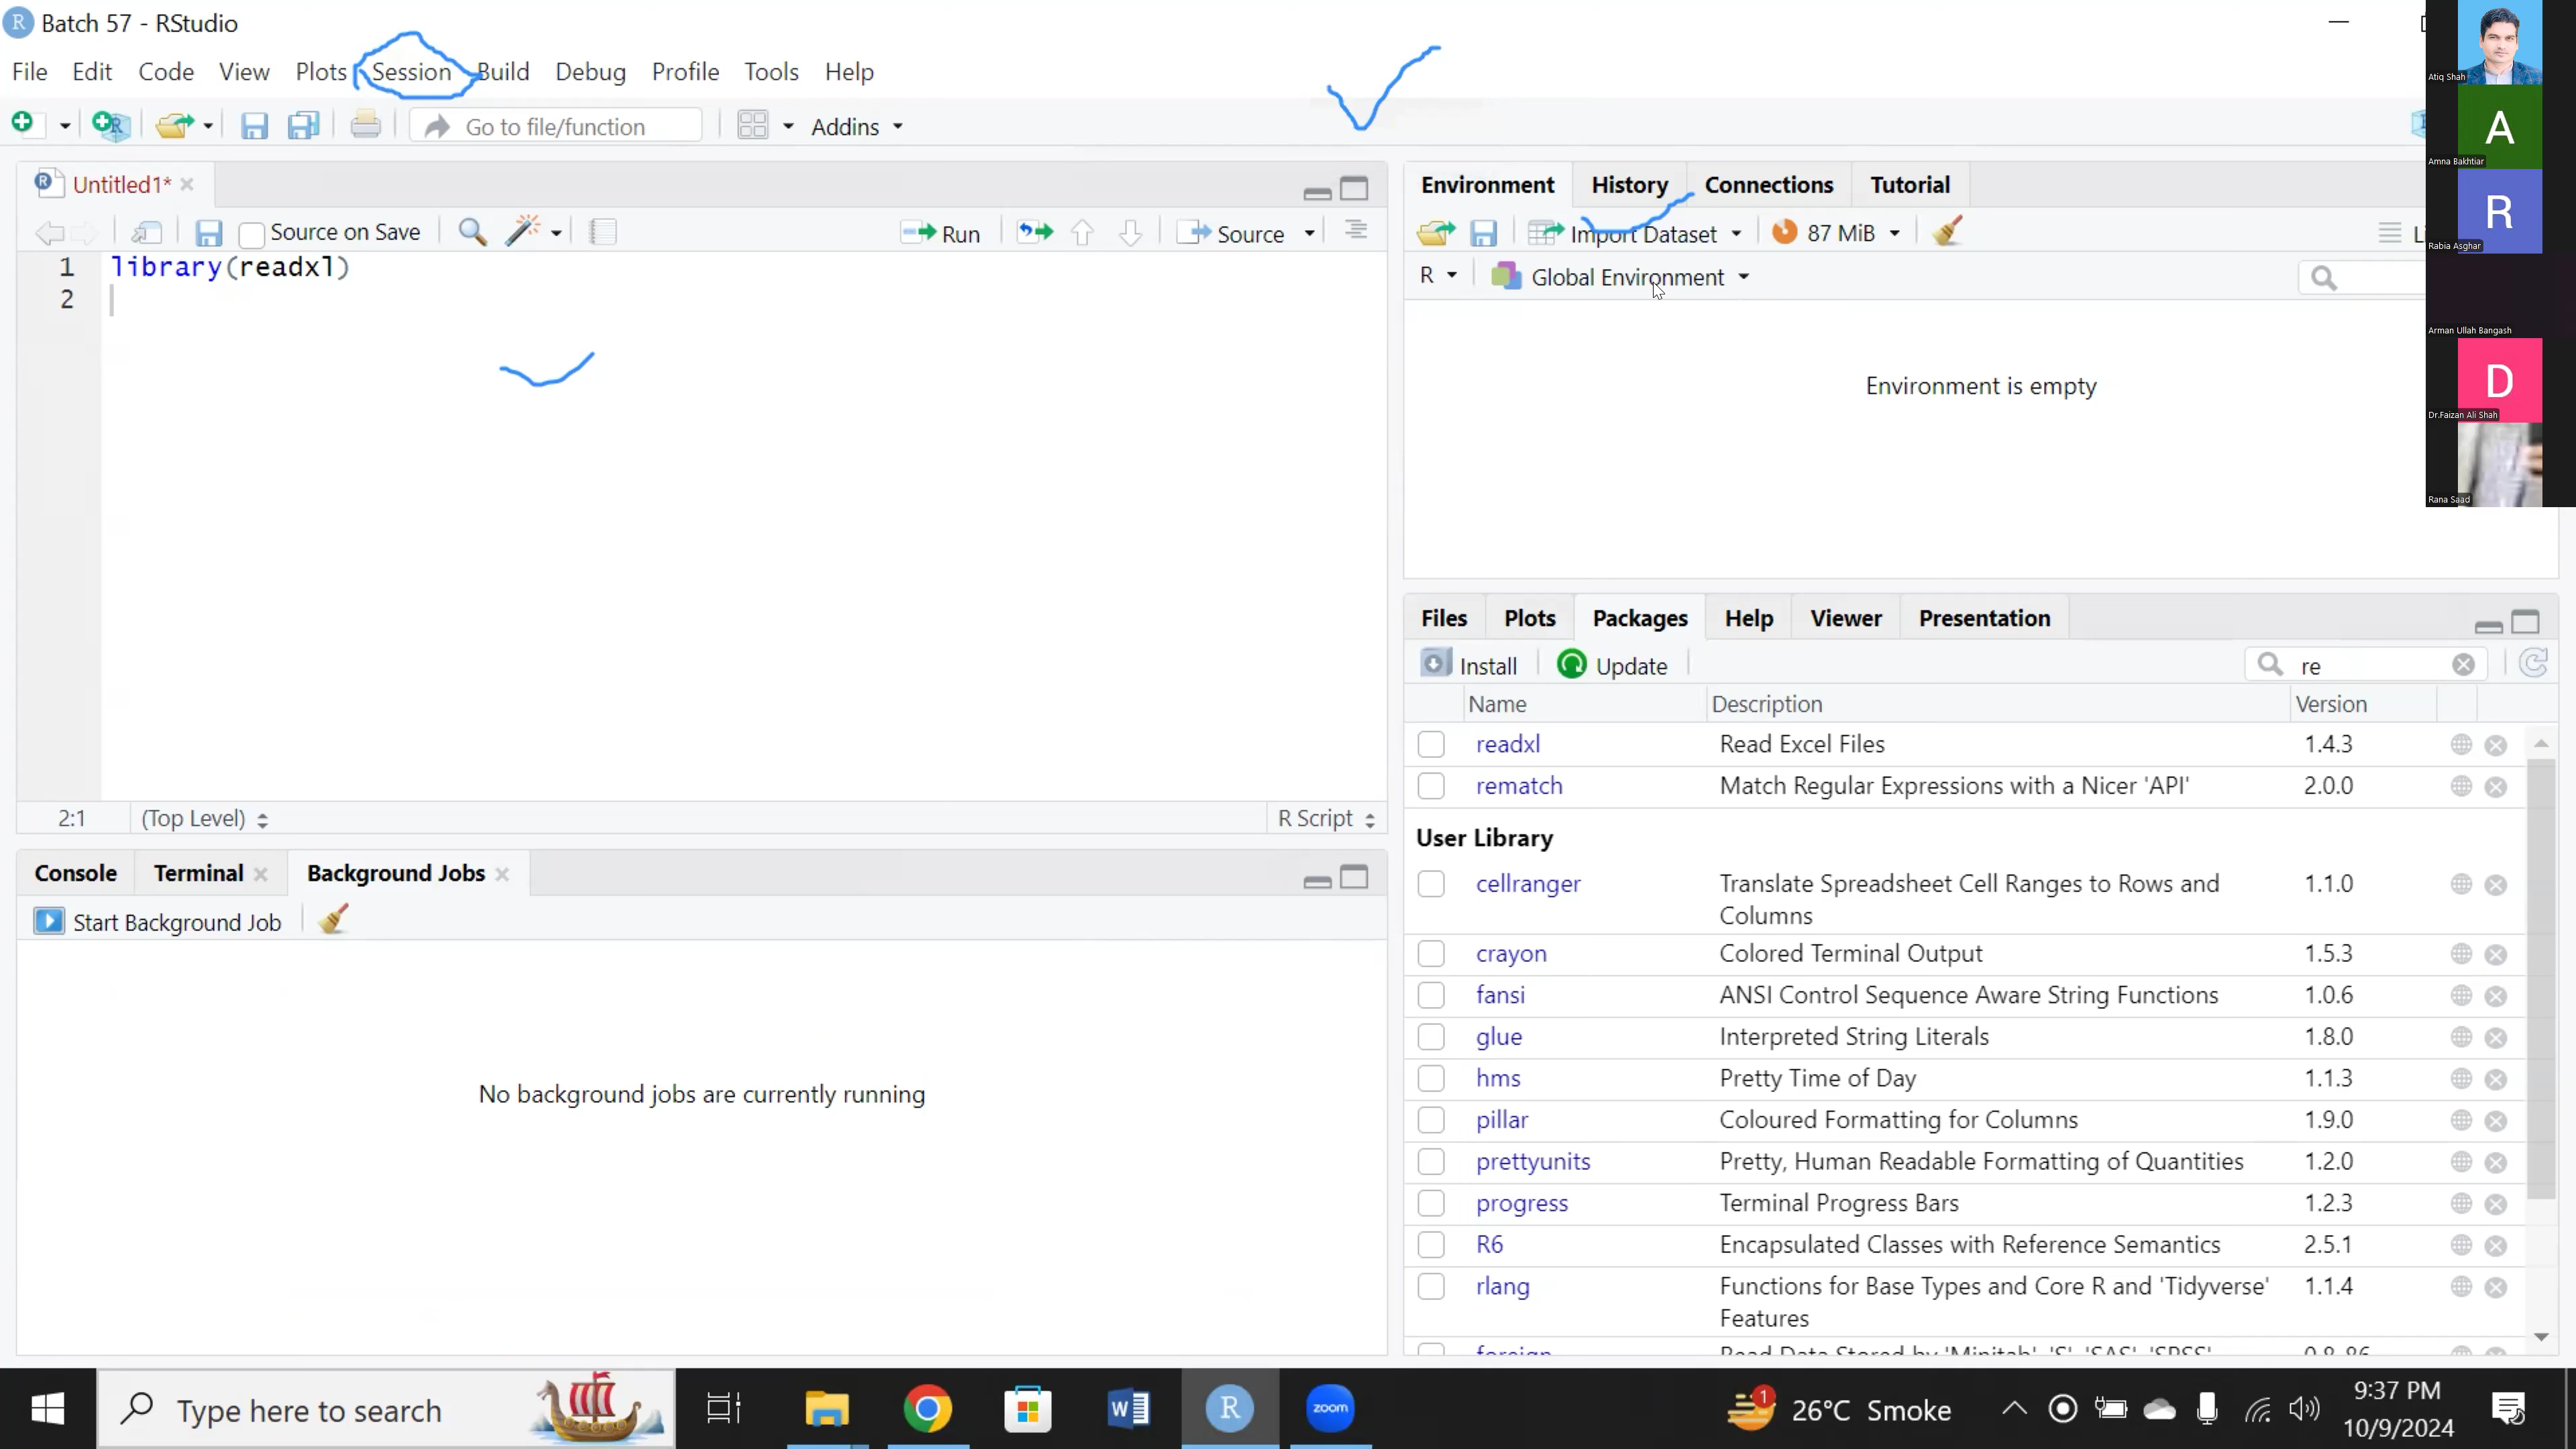 Batch 57 - RStudio
File Edit Code View Plots Session Build Debug Profile Tools Help
Go to file/function
Addins
Untitled1*
Source on Save
Run
Source
1 library(readxl)
2
2:1 (Top Level) R Script
Console Terminal Background Jobs
Start Background Job
No background jobs are currently running
Environment History Connections Tutorial
Import Dataset 87 MiB
R Global Environment
Environment is empty
Files Plots Packages Help Viewer Presentation
Install Update re
Name Description Version
readxl Read Excel Files 1.4.3
rematch Match Regular Expressions with a Nicer 'API' 2.0.0
User Library
cellranger Translate Spreadsheet Cell Ranges to Rows and 1.1.0
Columns
crayon Colored Terminal Output 1.5.3
fansi ANSI Control Sequence Aware String Functions 1.0.6
glue Interpreted String Literals 1.8.0
hms Pretty Time of Day 1.1.3
pillar Coloured Formatting for Columns 1.9.0
prettyunits Pretty, Human Readable Formatting of Quantities 1.2.0
progress Terminal Progress Bars 1.2.3
R6 Encapsulated Classes with Reference Semantics 2.5.1
rlang Functions for Base Types and Core R and 'Tidyverse' 1.1.4
Features
Atiq Shah
A
Amna Bakhtiar
R
Rabia Asghar
Arman Ullah Bangash
D
Dr.Faizan Ali Shah
Rana Saad
Type here to search
zoom
1
26°C Smoke
9:37 PM
10/9/2024